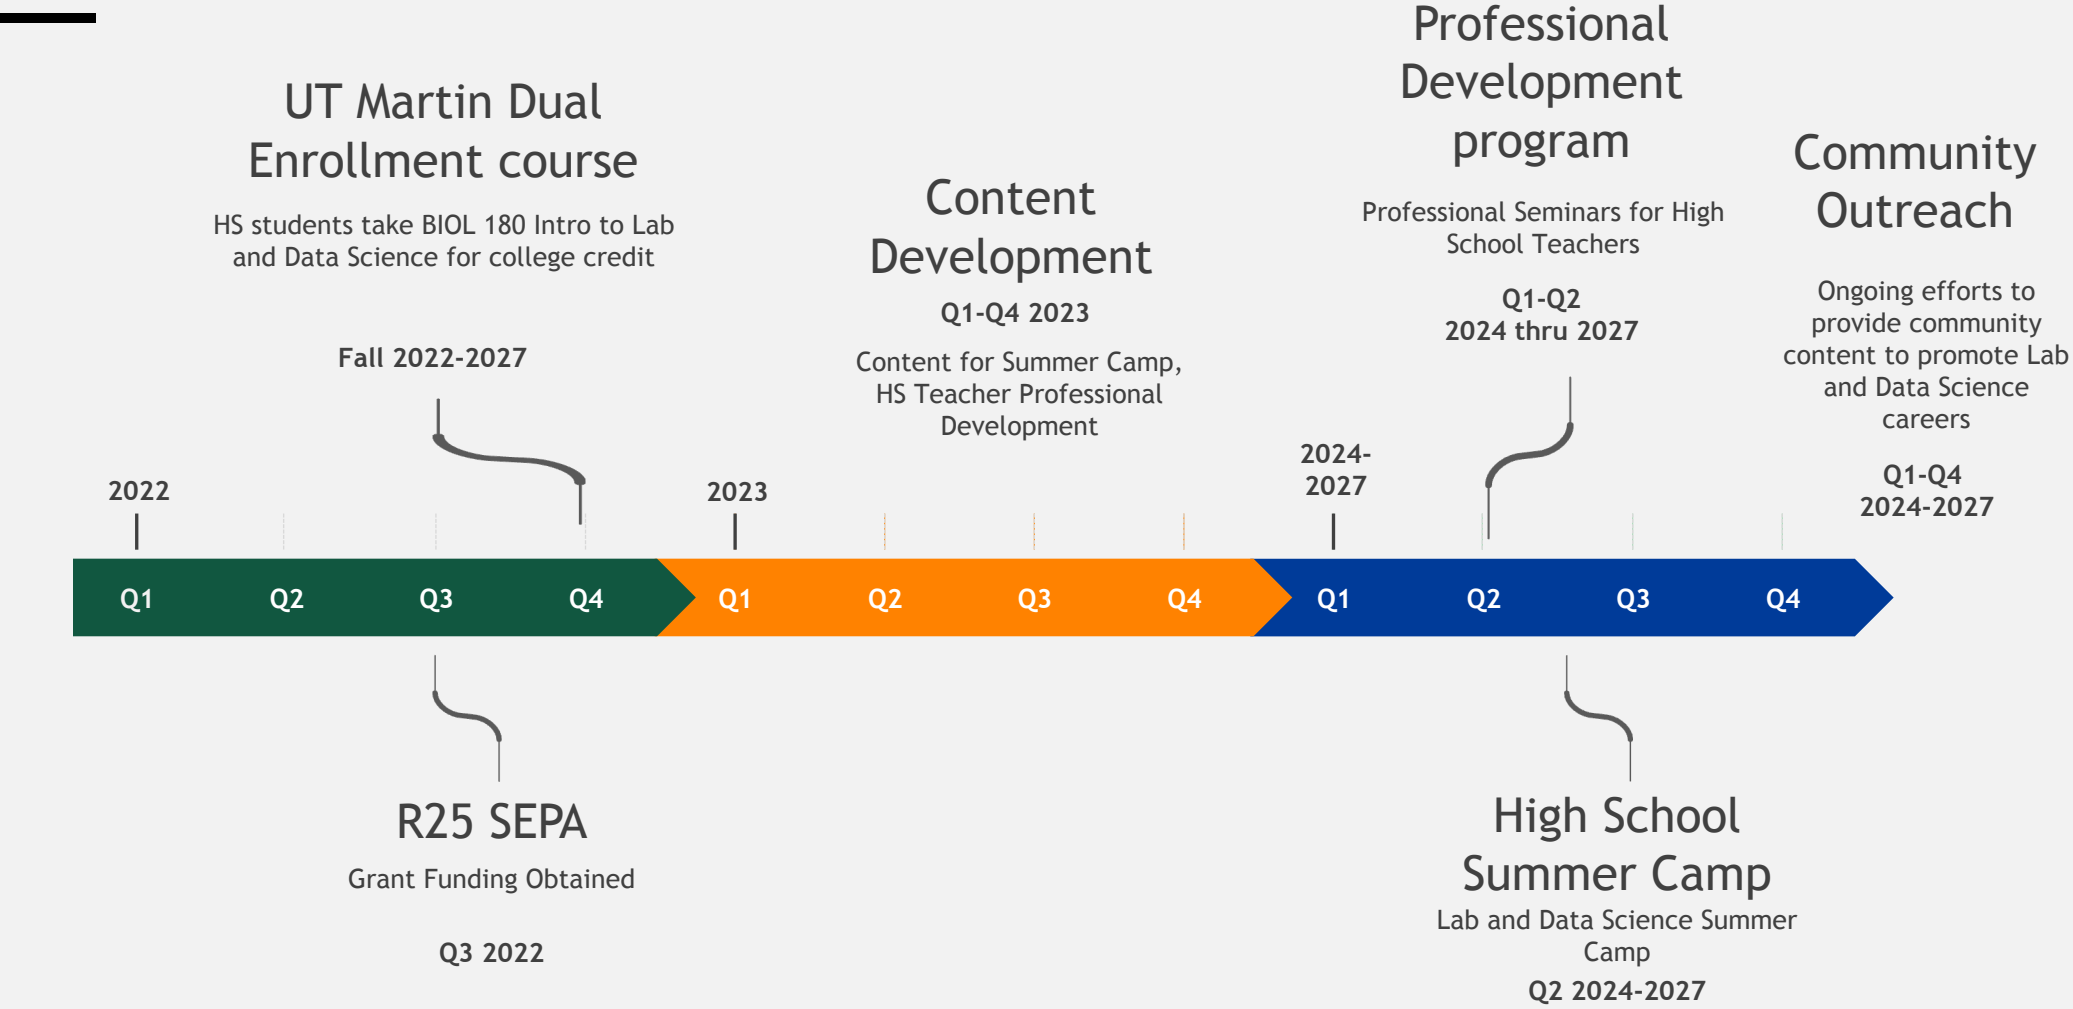 UT Martin Dual
Enrollment course
HS students take BIOL 180 Intro to Lab
and Data Science for college credit
Fall 2022-2027
Content
Development
Q1-Q4 2023
Content for Summer Camp,
HS Teacher Professional
Development
Professional
Development
program
Professional Seminars for High
School Teachers
Q1-Q2
2024 thru 2027
Community
Outreach
Ongoing efforts to
provide community
content to promote Lab
and Data Science
careers
Q1-Q4
2024-2027
2022
2023
2024-
2027
Q1 Q2 Q3 Q4 Q1 Q2 Q3 Q4 Q1 Q2 Q3 Q4
R25 SEPA
Grant Funding Obtained
Q3 2022
High School
Summer Camp
Lab and Data Science Summer
Camp
Q2 2024-2027